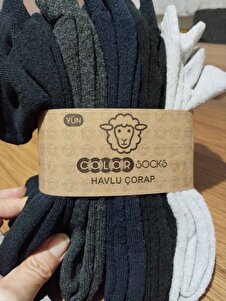 YÜN
COLOR SOCKS
HAVLU ÇORAP